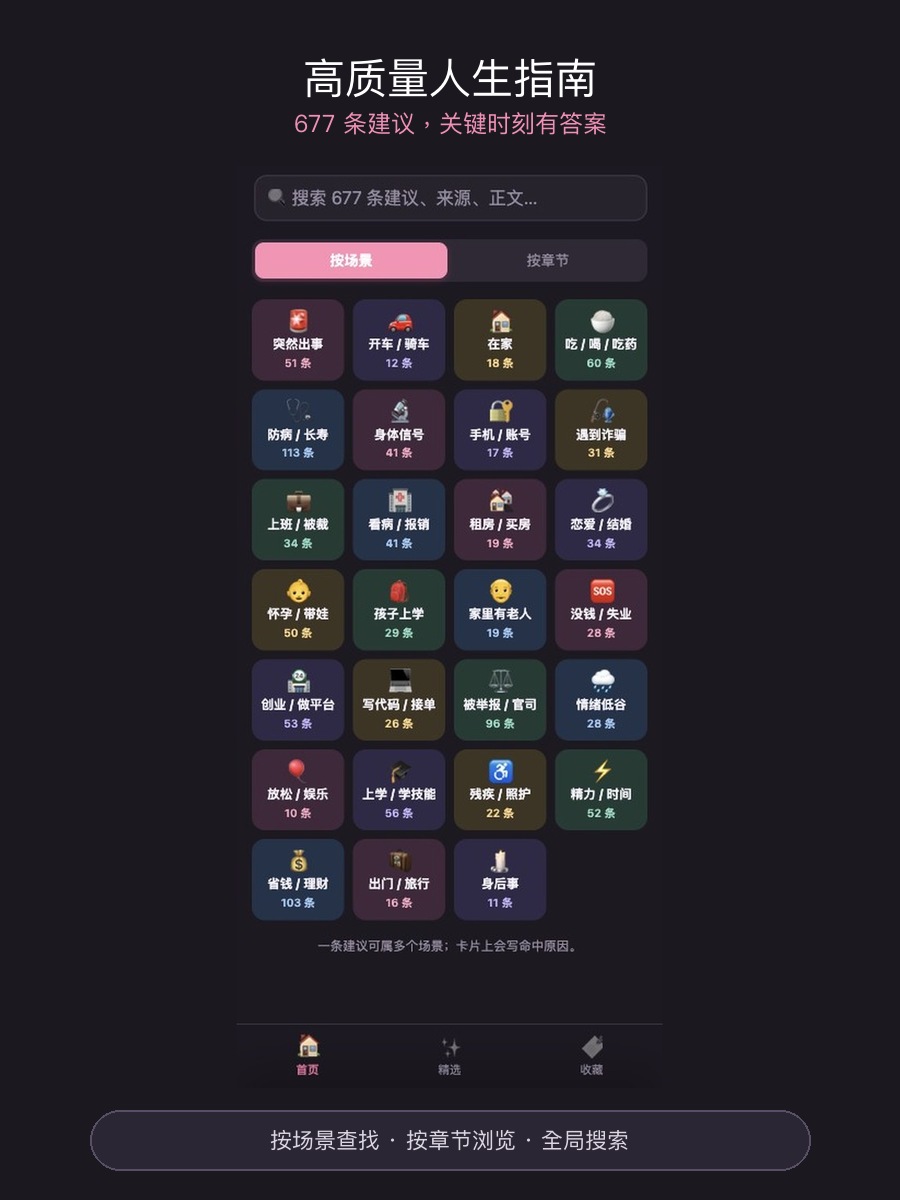 高质量人生指南
677 条建议，关键时刻有答案
搜索 677 条建议、来源、正文...
按场景 按章节
突然出事 开车 / 骑车 在家 吃 / 喝 / 吃药
51 条 12 条 18 条 60 条
防病 / 长寿 身体信号 手机 / 账号 遇到诈骗
113 条 41 条 17 条 31 条
上班 / 被裁 看病 / 报销 租房 / 买房 恋爱 / 结婚
34 条 41 条 19 条 34 条
怀孕 / 带娃 孩子上学 家里有老人 没钱 / 失业
50 条 29 条 19 条 28 条
创业 / 做平台 写代码 / 接单 被举报 / 官司 情绪低谷
53 条 26 条 96 条 28 条
放松 / 娱乐 上学 / 学技能 残疾 / 照护 精力 / 时间
10 条 56 条 22 条 52 条
省钱 / 理财 出门 / 旅行 身后事
103 条 16 条 11 条
一条建议可属多个场景；卡片上会写命中原因。
首页 精选 收藏
按场景查找 · 按章节浏览 · 全局搜索